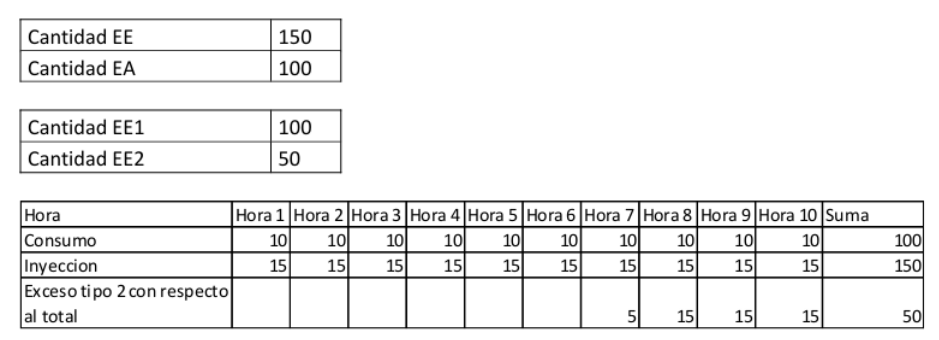 Cantidad EE 150
Cantidad EA 100
Cantidad EE1 100
Cantidad EE2 50
Hora Hora 1 Hora 2 Hora 3 Hora 4 Hora 5 Hora 6 Hora 7 Hora 8 Hora 9 Hora 10 Suma
Consumo 10 10 10 10 10 10 10 10 10 10 100
Inyeccion 15 15 15 15 15 15 15 15 15 15 150
Exceso tipo 2 con respecto
al total 5 15 15 15 50